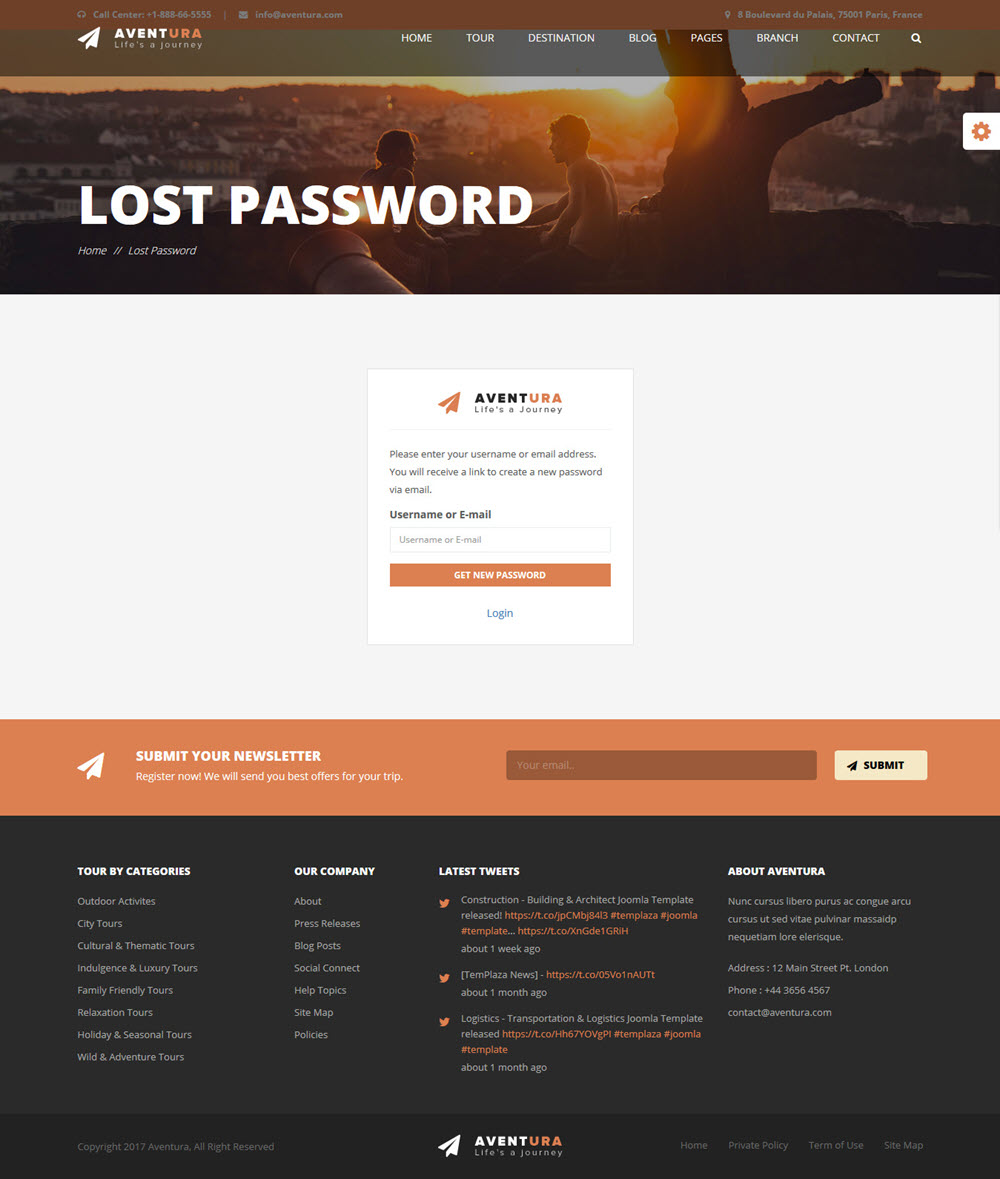 Call Center: +1-888-66-5555 | info@aventura.com 8 Boulevard du Palais, 75001 Paris, France
AVENTURA
Life's a Journey
HOME TOUR DESTINATION BLOG PAGES BRANCH CONTACT
LOST PASSWORD
Home // Lost Password
AVENTURA
Life's a Journey
Please enter your username or email address.
You will receive a link to create a new password
via email.
Username or E-mail
Username or E-mail
GET NEW PASSWORD
Login
SUBMIT YOUR NEWSLETTER
Register now! We will send you best offers for your trip.
Your email..
SUBMIT
TOUR BY CATEGORIES
Outdoor Activites
City Tours
Cultural & Thematic Tours
Indulgence & Luxury Tours
Family Friendly Tours
Relaxation Tours
Holiday & Seasonal Tours
Wild & Adventure Tours
OUR COMPANY
About
Press Releases
Blog Posts
Social Connect
Help Topics
Site Map
Policies
LATEST TWEETS
Construction - Building & Architect Joomla Template
released! https://t.co/jpCMbj84l3 #templaza #joomla
#template... https://t.co/XnGde1GRiH
about 1 week ago
[TemPlaza News] - https://t.co/05Vo1nAUTt
about 1 month ago
Logistics - Transportation & Logistics Joomla Template
released https://t.co/Hh67YOVgPI #templaza #joomla
#template
about 1 month ago
ABOUT AVENTURA
Nunc cursus libero purus ac congue arcu
cursus ut sed vitae pulvinar massaidp
nequetiam lore elerisque.
Address : 12 Main Street Pt. London
Phone : +44 3656 4567
contact@aventura.com
Copyright 2017 Aventura, All Right Reserved
AVENTURA
Life's a Journey
Home Private Policy Term of Use Site Map